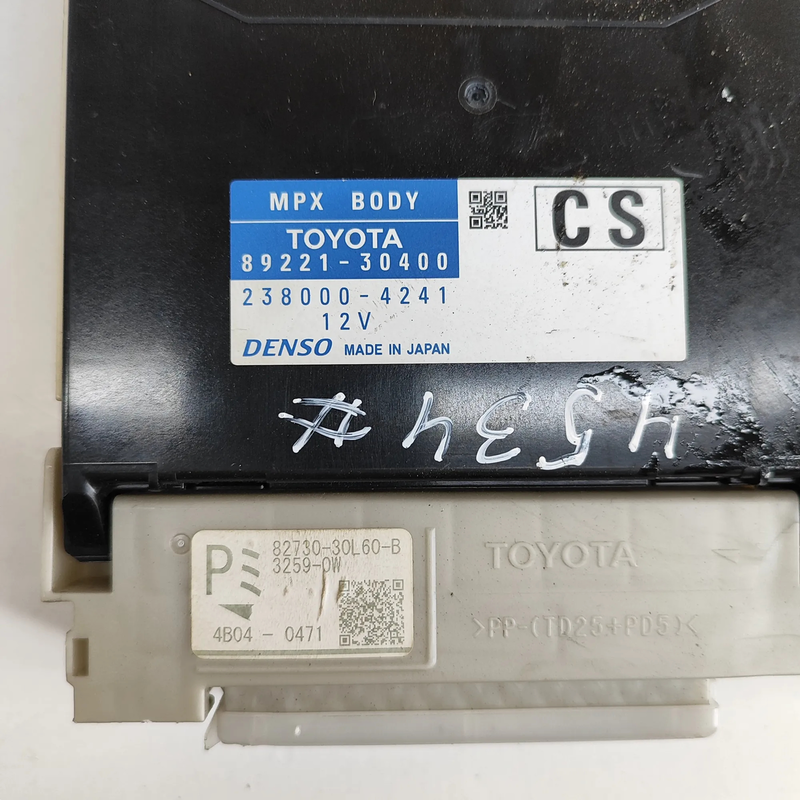 MPX BODY
TOYOTA
89221-30400
238000-4241
12V
DENSO MADE IN JAPAN
CS
P
82730-30L60-B
3259-0W
4B04 - 0471
TOYOTA
>PP-(TD25+PD5)<